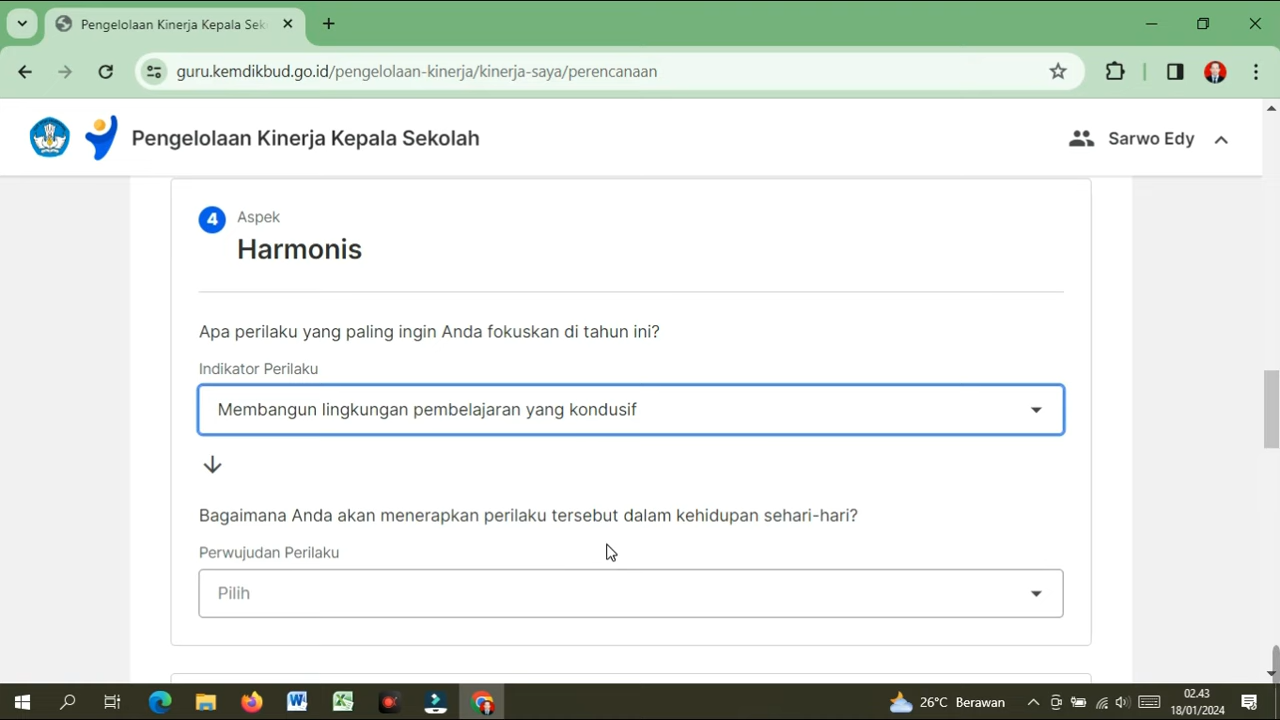 Pengelolaan Kinerja Kepala Sek
guru.kemdikbud.go.id/pengelolaan-kinerja/kinerja-saya/perencanaan
Pengelolaan Kinerja Kepala Sekolah
Sarwo Edy
4
Aspek
Harmonis
Apa perilaku yang paling ingin Anda fokuskan di tahun ini?
Indikator Perilaku
Membangun lingkungan pembelajaran yang kondusif
Bagaimana Anda akan menerapkan perilaku tersebut dalam kehidupan sehari-hari?
Perwujudan Perilaku
Pilih
26°C Berawan
02.43
18/01/2024